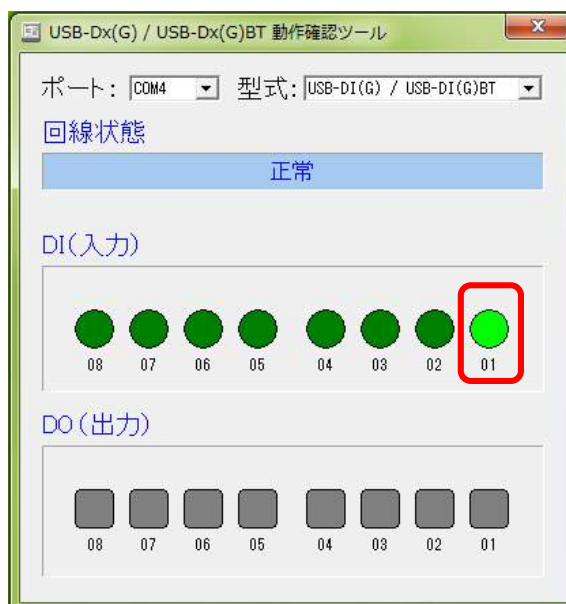 USB-Dx(G) / USB-Dx(G)BT 動作確認ツール
ポート: COM4 型式: USB-DI(G) / USB-DI(G)BT
回線状態
正常
DI(入力)
08 07 06 05 04 03 02 01
DO(出力)
08 07 06 05 04 03 02 01